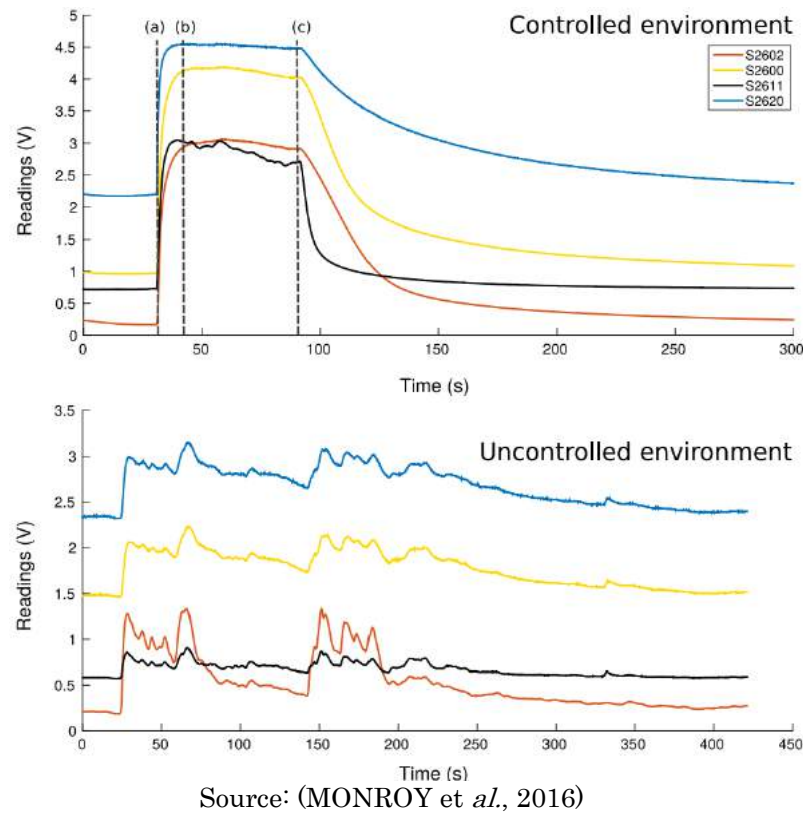 (a) (b) (c)
Controlled environment
S2602
S2600
S2611
S2620
5
4.5
4
3.5
3
2.5
2
1.5
1
0.5
0
Readings (V)
0 50 100 150 200 250 300
Time (s)
Uncontrolled environment
3.5
3
2.5
2
1.5
1
0.5
0
Readings (V)
0 50 100 150 200 250 300 350 400 450
Time (s)
Source: (MONROY et al., 2016)